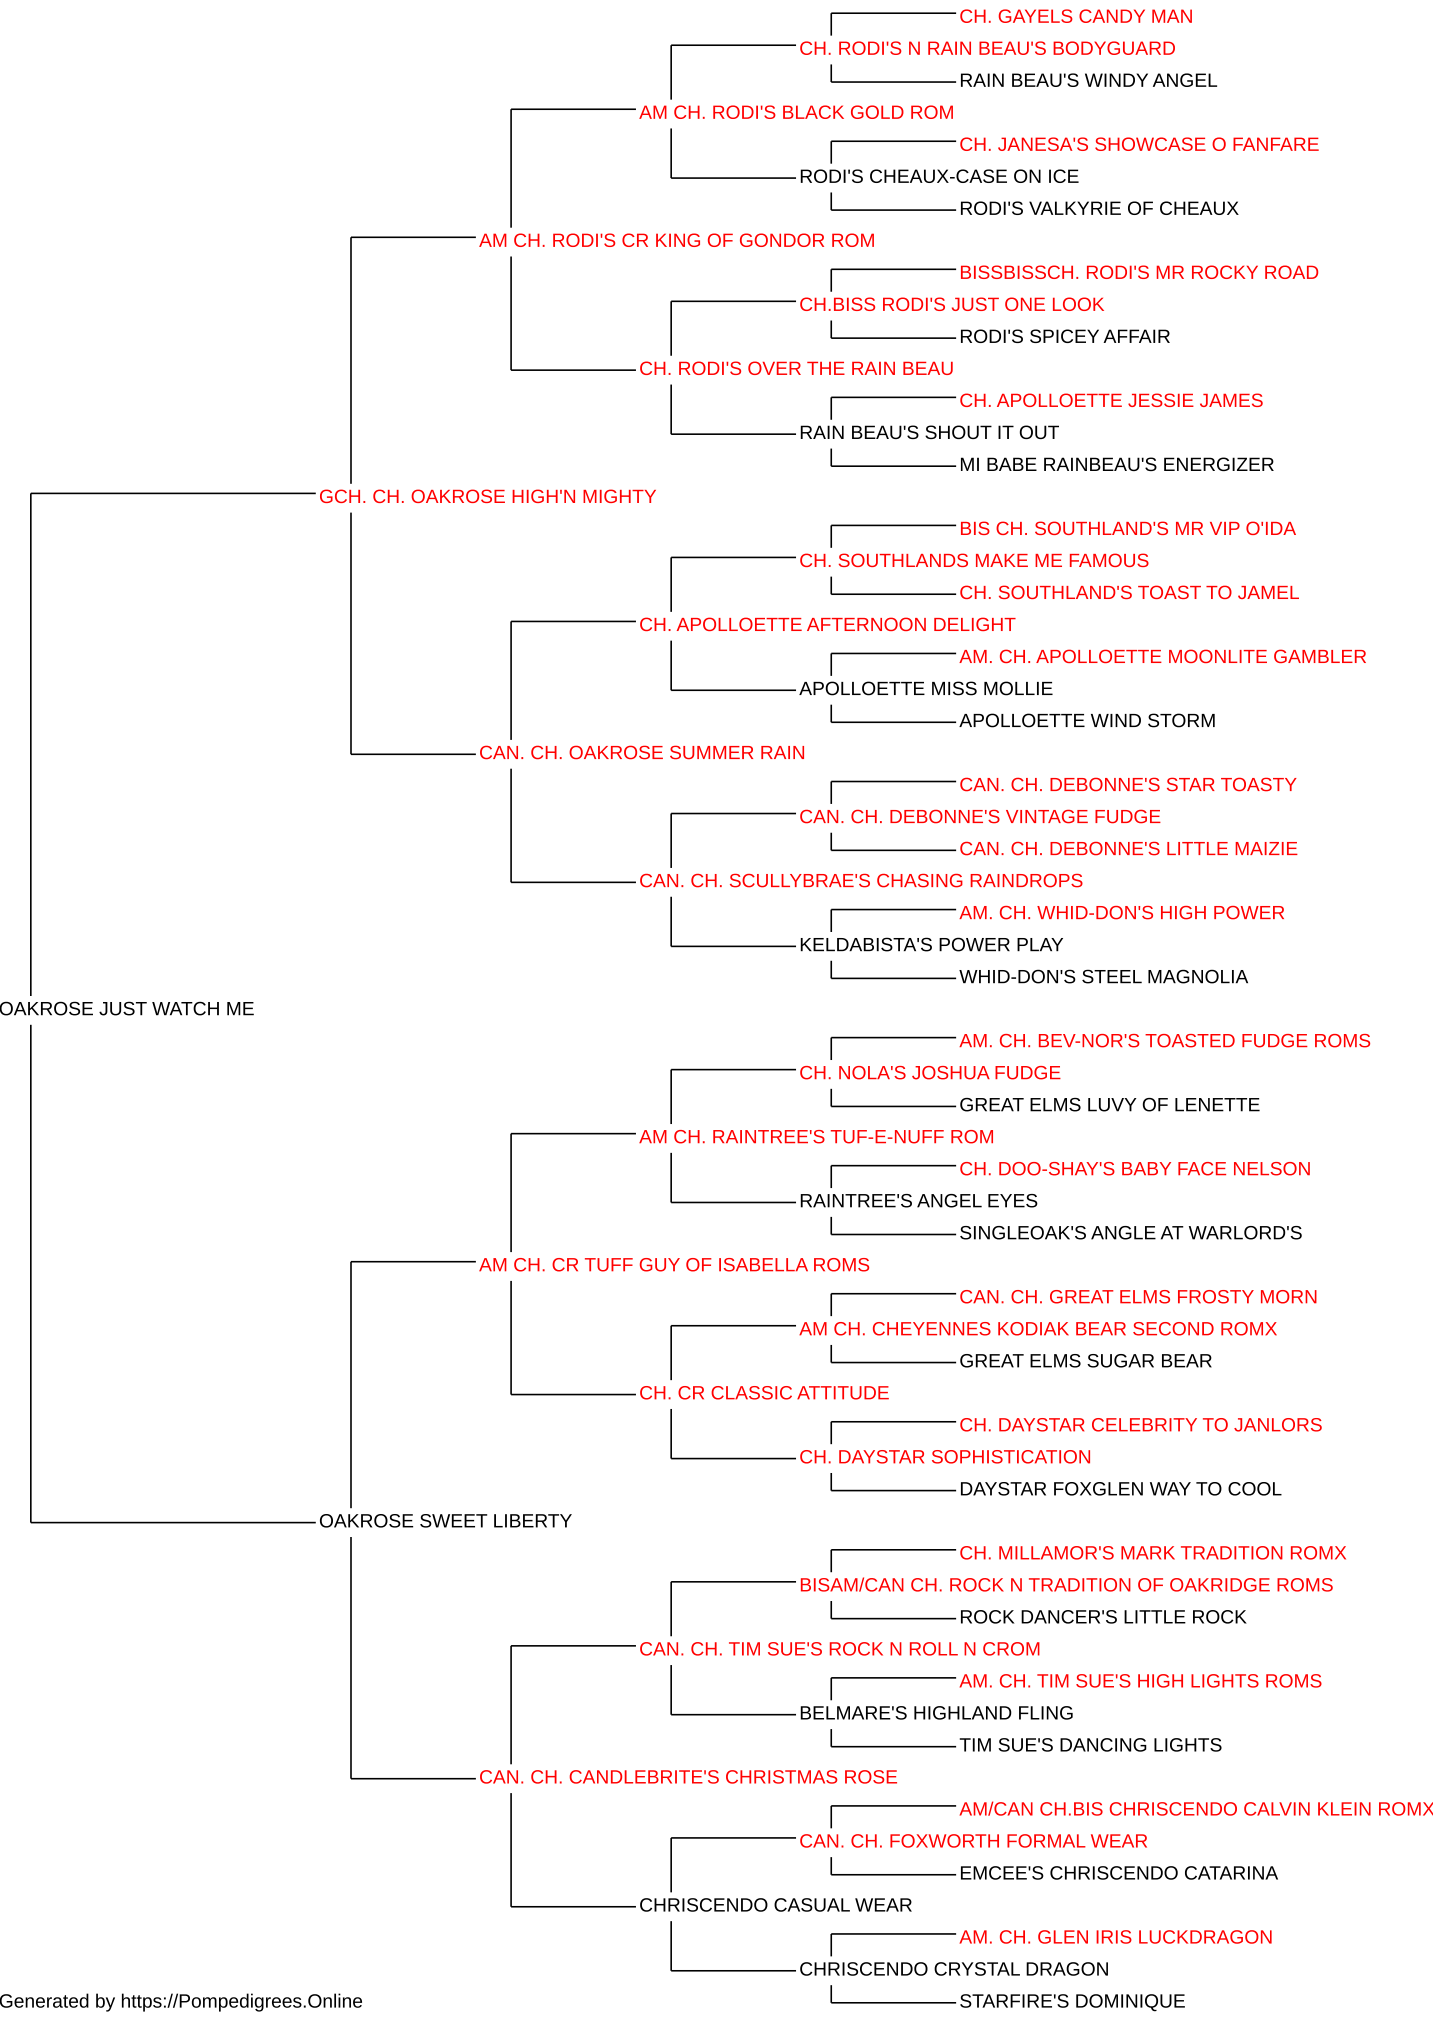 CH. GAYELS CANDY MAN
CH. RODI'S N RAIN BEAU'S BODYGUARD
RAIN BEAU'S WINDY ANGEL
AM CH. RODI'S BLACK GOLD ROM
CH. JANESA'S SHOWCASE O FANFARE
RODI'S CHEAUX-CASE ON ICE
RODI'S VALKYRIE OF CHEAUX
AM CH. RODI'S CR KING OF GONDOR ROM
BISSBISSCH. RODI'S MR ROCKY ROAD
CH.BISS RODI'S JUST ONE LOOK
RODI'S SPICEY AFFAIR
CH. RODI'S OVER THE RAIN BEAU
CH. APOLLOETTE JESSIE JAMES
RAIN BEAU'S SHOUT IT OUT
MI BABE RAINBEAU'S ENERGIZER
GCH. CH. OAKROSE HIGH'N MIGHTY
BIS CH. SOUTHLAND'S MR VIP O'IDA
CH. SOUTHLANDS MAKE ME FAMOUS
CH. SOUTHLAND'S TOAST TO JAMEL
CH. APOLLOETTE AFTERNOON DELIGHT
AM. CH. APOLLOETTE MOONLITE GAMBLER
APOLLOETTE MISS MOLLIE
APOLLOETTE WIND STORM
CAN. CH. OAKROSE SUMMER RAIN
CAN. CH. DEBONNE'S STAR TOASTY
CAN. CH. DEBONNE'S VINTAGE FUDGE
CAN. CH. DEBONNE'S LITTLE MAIZIE
CAN. CH. SCULLYBRAE'S CHASING RAINDROPS
AM. CH. WHID-DON'S HIGH POWER
KELDABISTA'S POWER PLAY
WHID-DON'S STEEL MAGNOLIA
OAKROSE JUST WATCH ME
AM. CH. BEV-NOR'S TOASTED FUDGE ROMS
CH. NOLA'S JOSHUA FUDGE
GREAT ELMS LUVY OF LENETTE
AM CH. RAINTREE'S TUF-E-NUFF ROM
CH. DOO-SHAY'S BABY FACE NELSON
RAINTREE'S ANGEL EYES
SINGLEOAK'S ANGLE AT WARLORD'S
AM CH. CR TUFF GUY OF ISABELLA ROMS
CAN. CH. GREAT ELMS FROSTY MORN
AM CH. CHEYENNES KODIAK BEAR SECOND ROMX
GREAT ELMS SUGAR BEAR
CH. CR CLASSIC ATTITUDE
CH. DAYSTAR CELEBRITY TO JANLORS
CH. DAYSTAR SOPHISTICATION
DAYSTAR FOXGLEN WAY TO COOL
OAKROSE SWEET LIBERTY
CH. MILLAMOR'S MARK TRADITION ROMX
BISAM/CAN CH. ROCK N TRADITION OF OAKRIDGE ROMS
ROCK DANCER'S LITTLE ROCK
CAN. CH. TIM SUE'S ROCK N ROLL N CROM
AM. CH. TIM SUE'S HIGH LIGHTS ROMS
BELMARE'S HIGHLAND FLING
TIM SUE'S DANCING LIGHTS
CAN. CH. CANDLEBRITE'S CHRISTMAS ROSE
AM/CAN CH.BIS CHRISCENDO CALVIN KLEIN ROMX
CAN. CH. FOXWORTH FORMAL WEAR
EMCEE'S CHRISCENDO CATARINA
CHRISCENDO CASUAL WEAR
AM. CH. GLEN IRIS LUCKDRAGON
CHRISCENDO CRYSTAL DRAGON
STARFIRE'S DOMINIQUE
Generated by https://Pompedigrees.Online